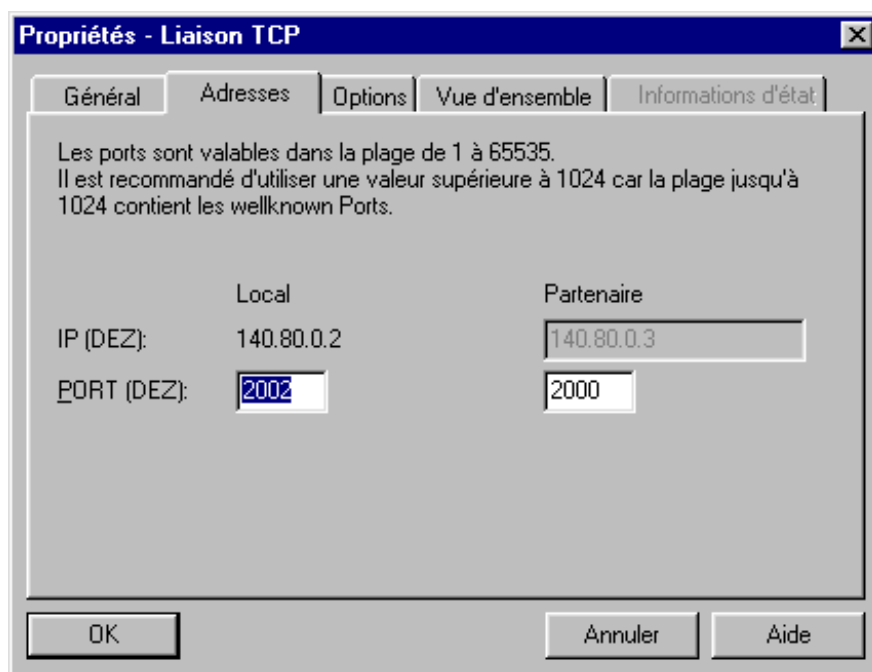 Propriétés - Liaison TCP
Général Adresses Options Vue d'ensemble Informations d'état
Les ports sont valables dans la plage de 1 à 65535.
Il est recommandé d'utiliser une valeur supérieure à 1024 car la plage jusqu'à
1024 contient les wellknown Ports.
Local Partenaire
IP (DEZ): 140.80.0.2 140.80.0.3
PORT (DEZ): 2002 2000
OK Annuler Aide